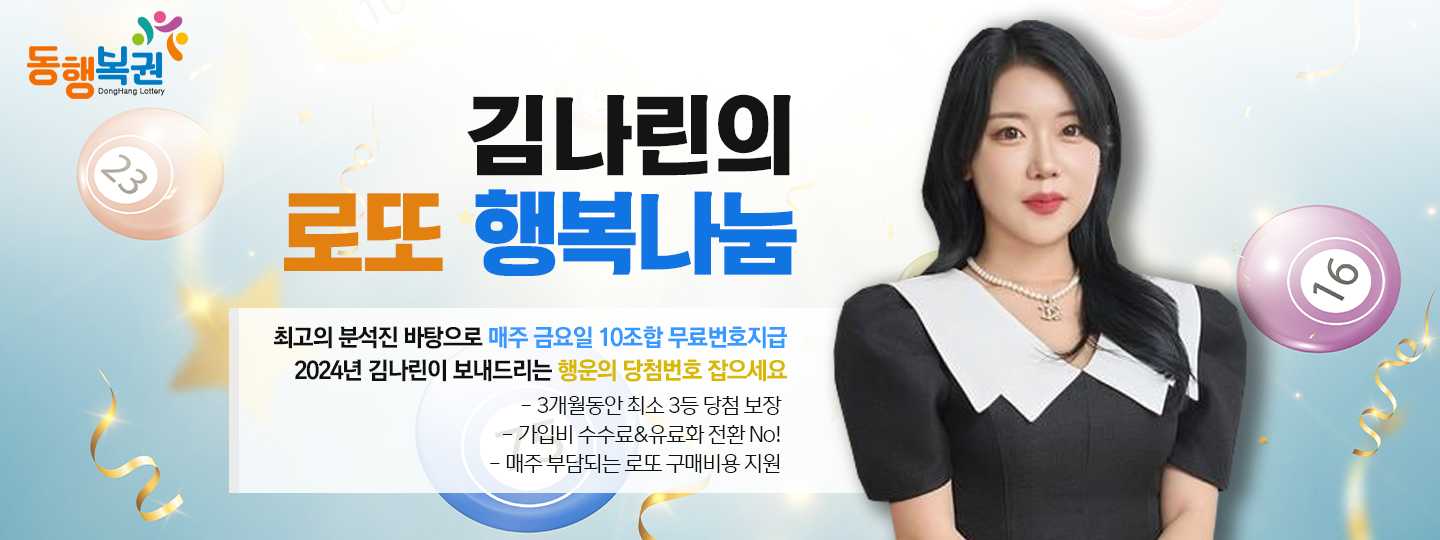 동행복권
DongHang Lottery
김나린의
로또 행복나눔
최고의 분석진 바탕으로 매주 금요일 10조합 무료번호지급
2024년 김나린이 보내드리는 행운의 당첨번호 잡으세요
- 3개월동안 최소 3등 당첨 보장
- 가입비 수수료&유료화 전환 No!
- 매주 부담되는 로또 구매비용 지원
23
16
10